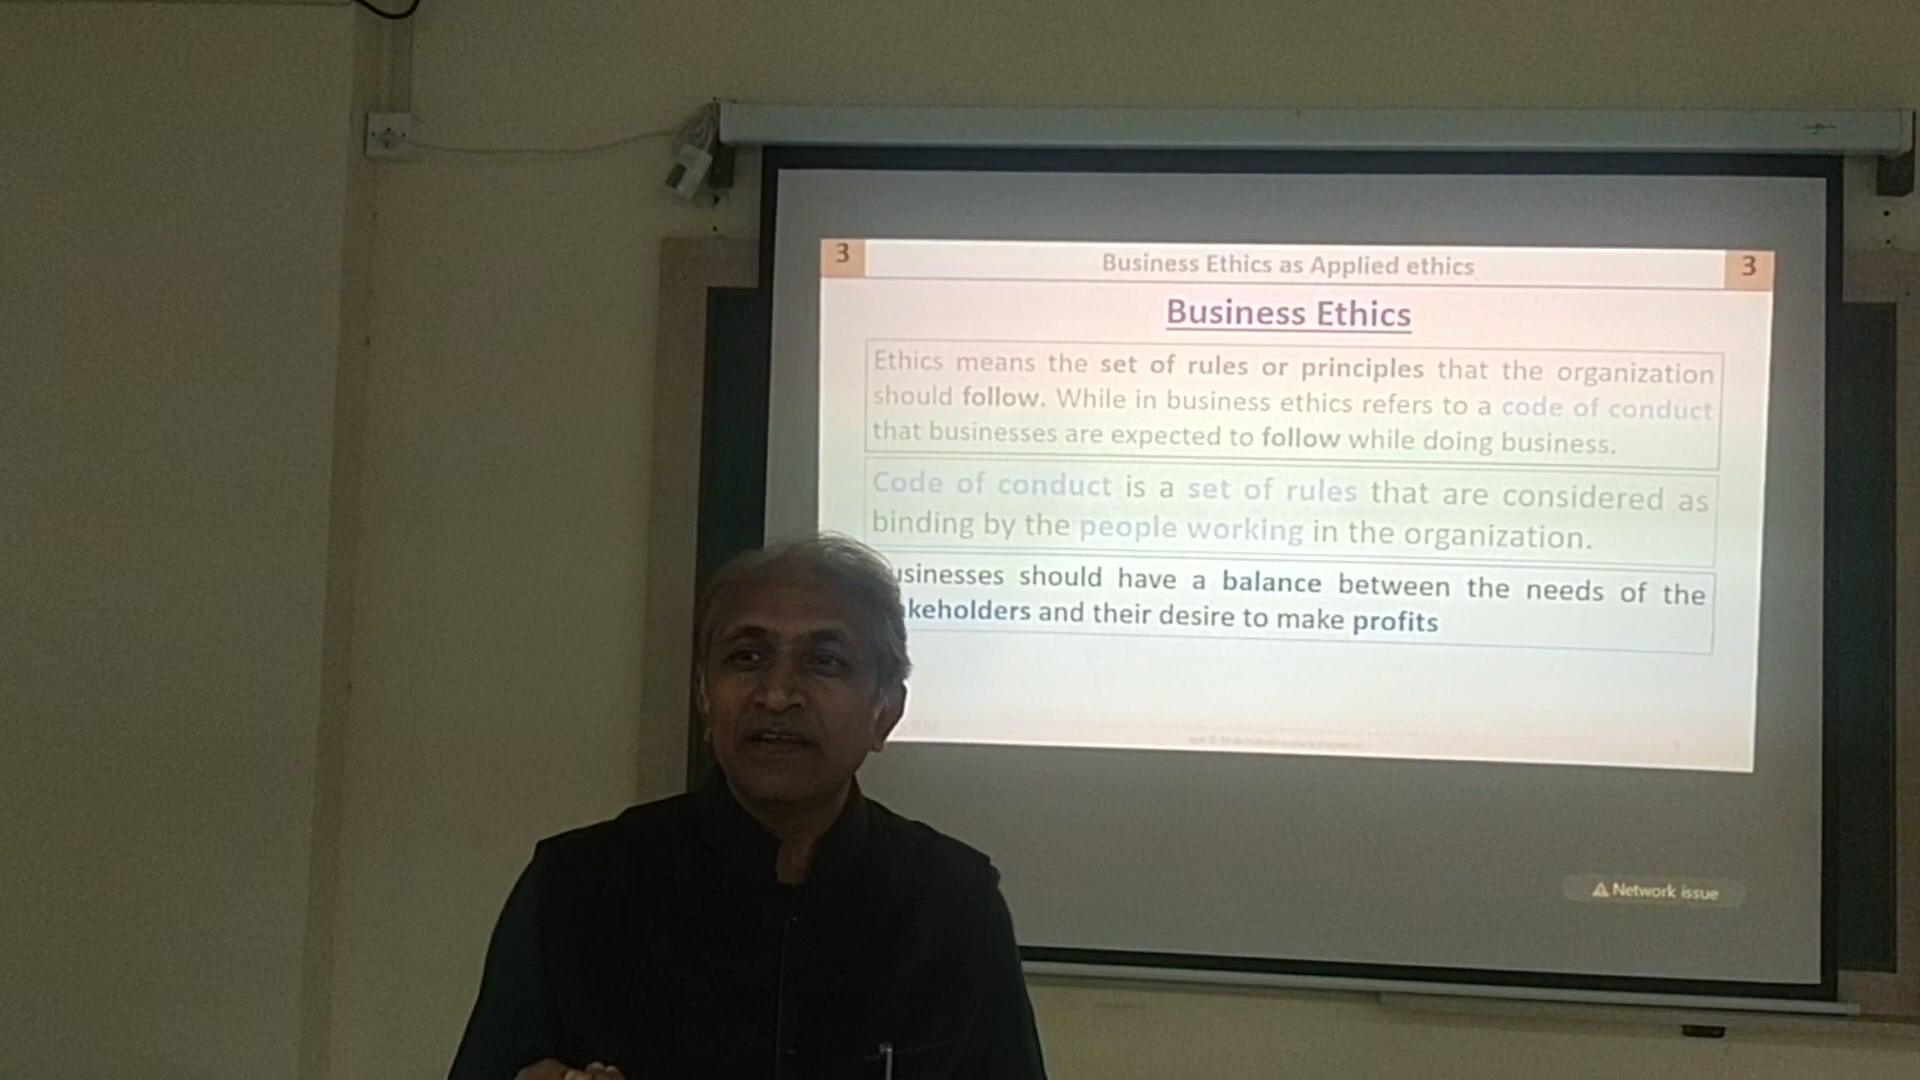 3 Business Ethics as Applied ethics 3
Business Ethics
Ethics means the set of rules or principles that the organization
should follow. While in business ethics refers to a code of conduct
that businesses are expected to follow while doing business.
Code of conduct is a set of rules that are considered as
binding by the people working in the organization.
usinesses should have a balance between the needs of the
keholders and their desire to make profits
Network issue